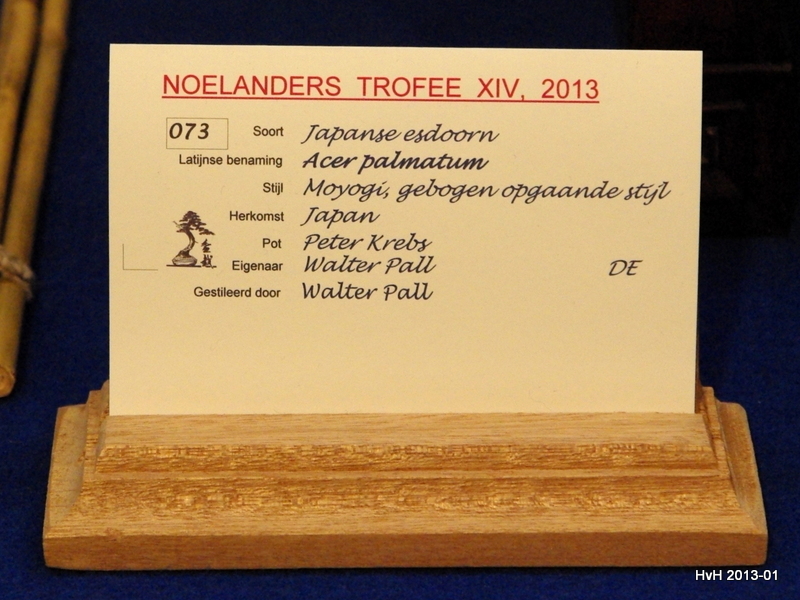 NOELANDERS TROFEE XIV, 2013
073 Soort Japanse esdoorn
Latijnse benaming Acer palmatum
Stijl Moyogi, gebogen opgaande stijl
Herkomst Japan
Pot Peter Krebs
Eigenaar Walter Pall DE
Gestileerd door Walter Pall
HvH 2013-01